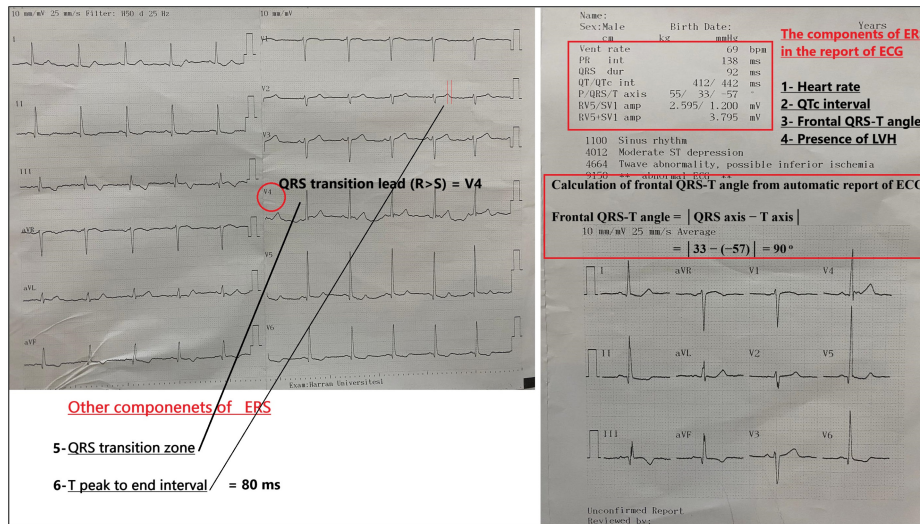 10 mm/mV 25 mm/s Filter: H50 d 25 Hz
10 mm/mV
I
II
III
aVR
aVL
aVF
V1
V2
V3
QRS transition lead (R>S) = V4
V4
V5
V6
Exam:Harran Universitesi
Other componenets of ERS
5-QRS transition zone
6-T peak to end interval = 80 ms
Name:
Sex:Male Birth Date: Years
cm kg mmHg
Vent rate 69 bpm
PR int 138 ms
QRS dur 92 ms
QT/QTc int 412/ 442 ms
P/QRS/T axis 55/ 33/ -57 °
RV5/SV1 amp 2.595/ 1.200 mV
RV5+SV1 amp 3.795 mV
The components of ERS
in the report of ECG
1- Heart rate
2- QTc interval
3- Frontal QRS-T angle
4- Presence of LVH
1100 Sinus rhythm
4012 Moderate ST depression
4664 Twave abnormality, possible inferior ischemia
9150 ** abnormal ECG **
Calculation of frontal QRS-T angle from automatic report of ECG
Frontal QRS-T angle = | QRS axis − T axis |
10 mm/mV 25 mm/s Average
= | 33 − (−57) | = 90 °
I aVR V1 V4
II aVL V2 V5
III aVF V3 V6
Unconfirmed Report
Reviewed by: